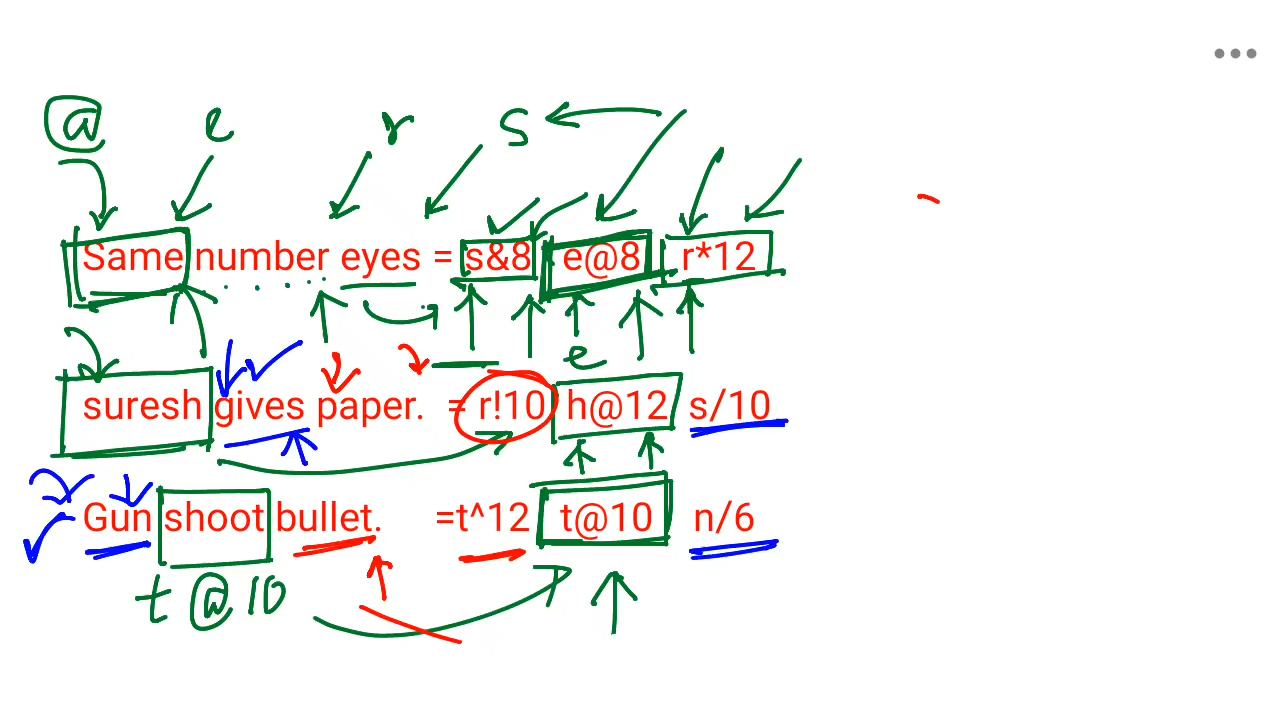 @ e r s
Same number eyes = s&8 e@8 r*12
e
suresh gives paper. = r!10 h@12 s/10
Gun shoot bullet. =t^12 t@10 n/6
t @ 10